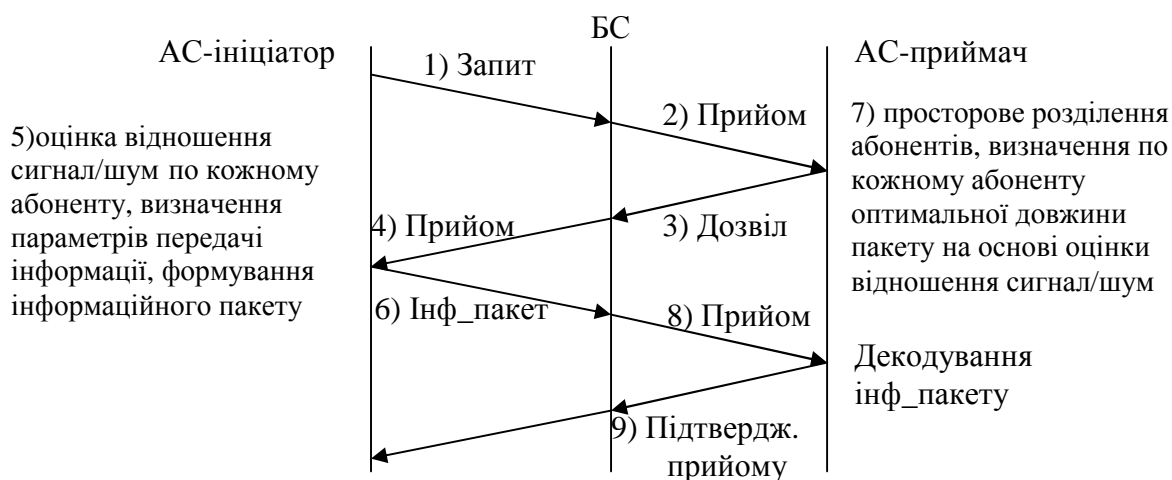 БС
АС-ініціатор
АС-приймач
1) Запит
2) Прийом
7) просторове розділення
абонентів, визначення по
кожному абоненту
оптимальної довжини
пакету на основі оцінки
відношення сигнал/шум
5)оцінка відношення
сигнал/шум по кожному
абоненту, визначення
параметрів передачі
інформації, формування
інформаційного пакету
4) Прийом
3) Дозвіл
6) Інф_пакет
8) Прийом
Декодування
інф_пакету
9) Підтвердж.
прийому